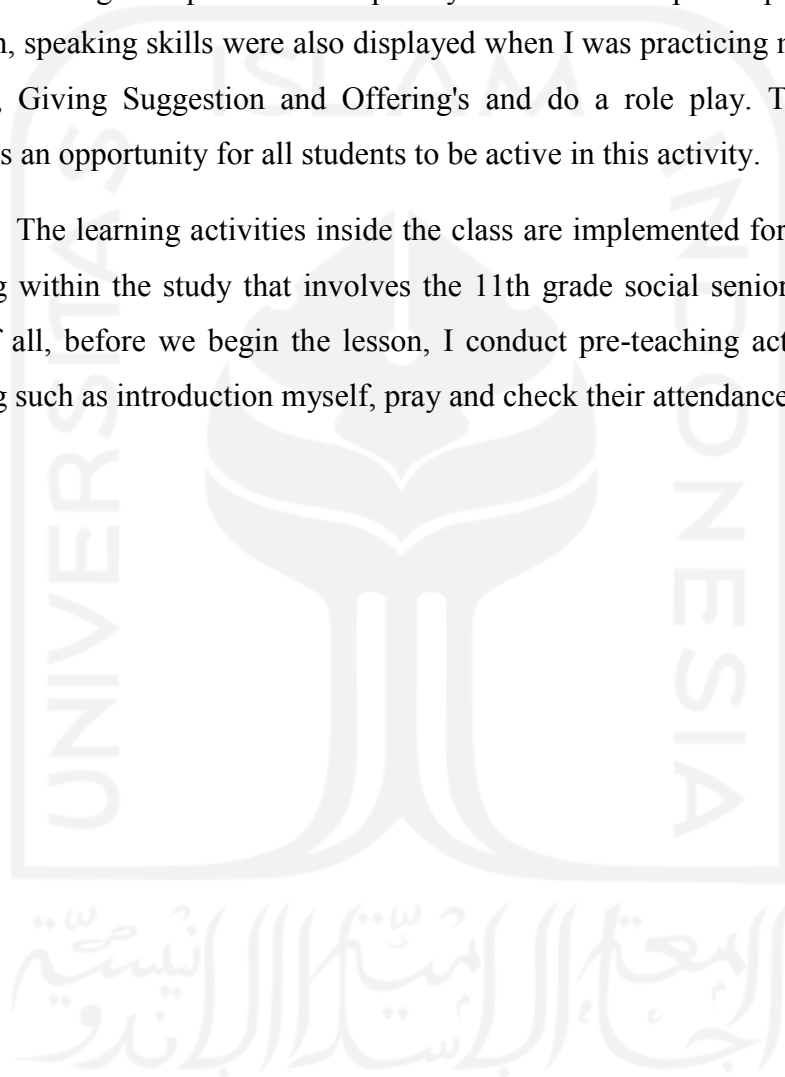 , speaking skills were also displayed when I was practicing
, Giving Suggestion and Offering's and do a role play.
s an opportunity for all students to be active in this activity.
The learning activities inside the class are implemented for
g within the study that involves the 11th grade social senior
all, before we begin the lesson, I conduct pre-teaching
g such as introduction myself, pray and check their attendance
ISLAM
UNIVERSITAS
INDONESIA